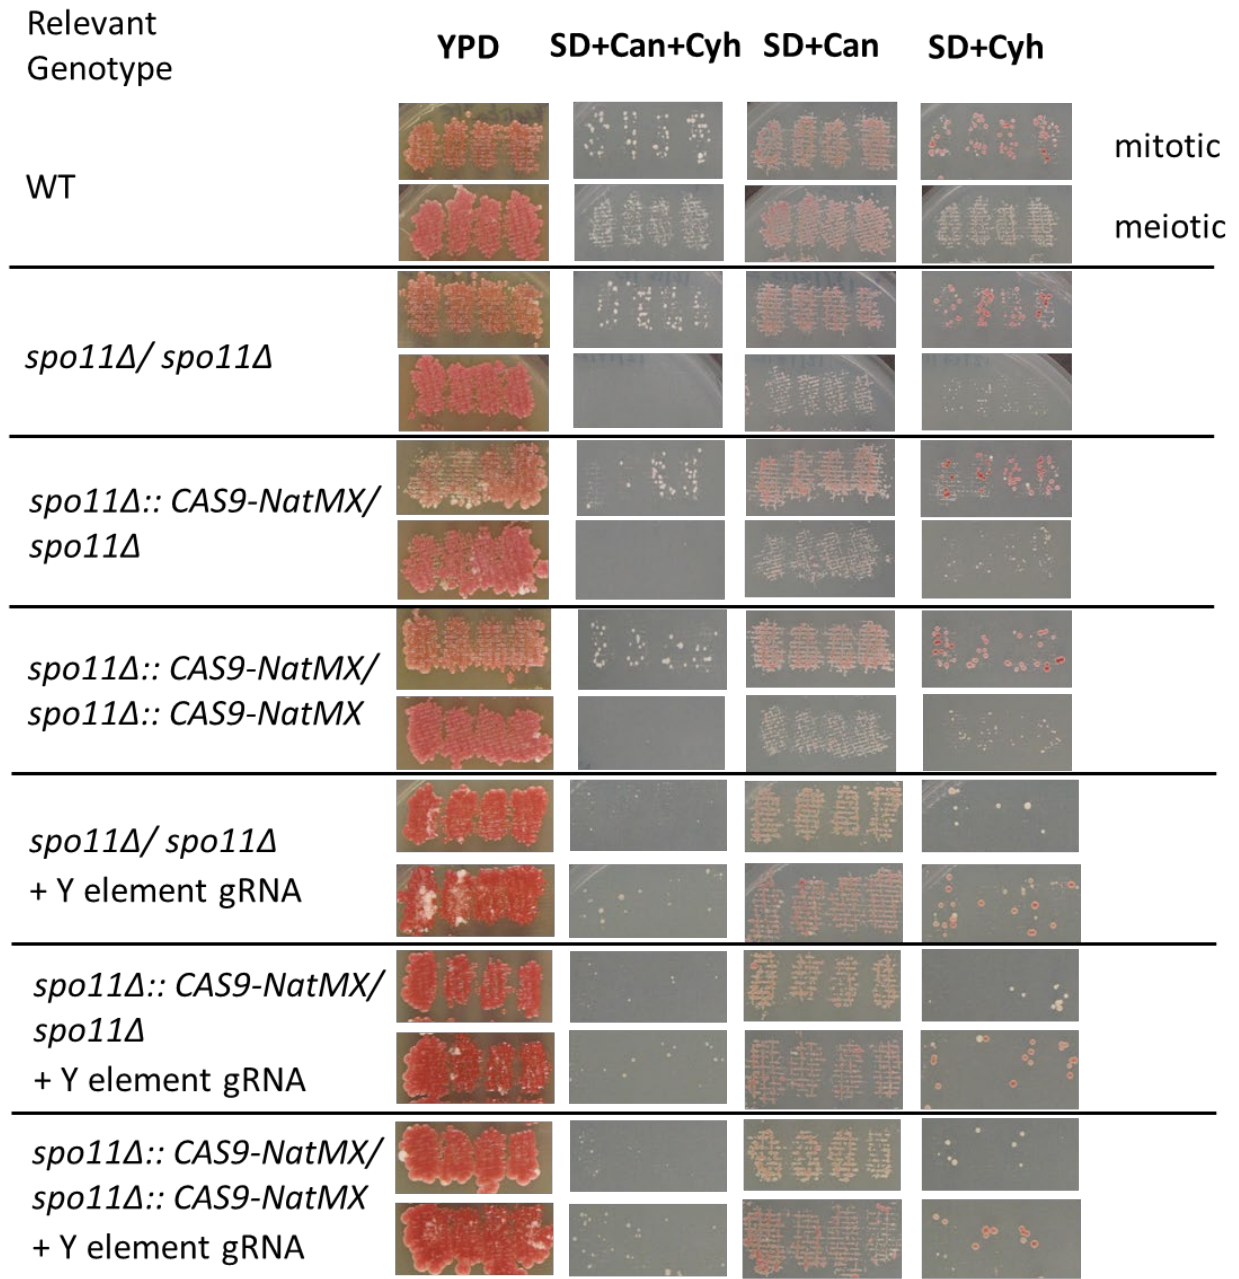 Relevant
Genotype
YPD
SD+Can+Cyh
SD+Can
SD+Cyh
mitotic
WT
meiotic
spo11Δ/ spo11Δ
spo11Δ:: CAS9-NatMX/
spo11Δ
spo11Δ:: CAS9-NatMX/
spo11Δ:: CAS9-NatMX
spo11Δ/ spo11Δ
+ Y element gRNA
spo11Δ:: CAS9-NatMX/
spo11Δ
+ Y element gRNA
spo11Δ:: CAS9-NatMX/
spo11Δ:: CAS9-NatMX
+ Y element gRNA